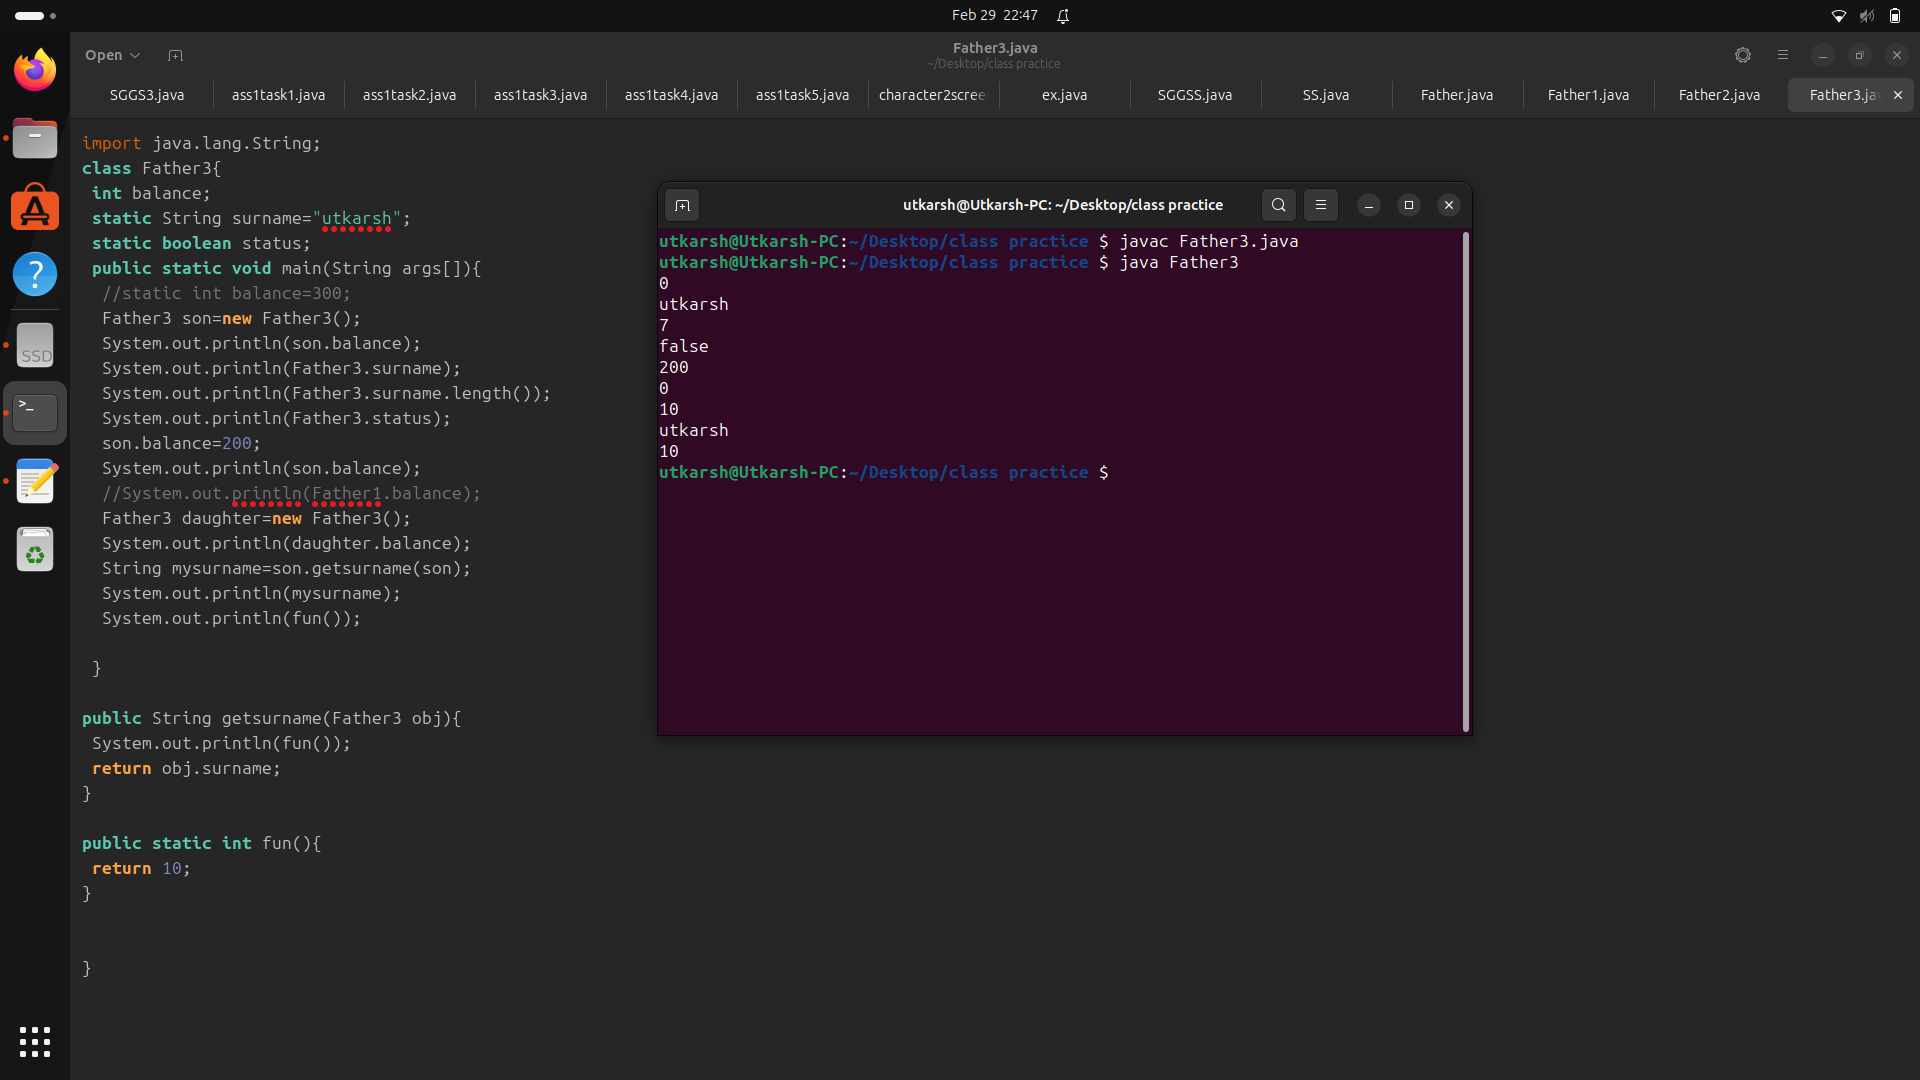 Feb 29 22:47
Open
Father3.java
~/Desktop/class practice
SGGS3.java
ass1task1.java
ass1task2.java
ass1task3.java
ass1task4.java
ass1task5.java
character2scree
ex.java
SGGSS.java
SS.java
Father.java
Father1.java
Father2.java
Father3.ja
import java.lang.String;
class Father3{
 int balance;
 static String surname="utkarsh";
 static boolean status;
 public static void main(String args[]){
  //static int balance=300;
  Father3 son=new Father3();
  System.out.println(son.balance);
  System.out.println(Father3.surname);
  System.out.println(Father3.surname.length());
  System.out.println(Father3.status);
  son.balance=200;
  System.out.println(son.balance);
  //System.out.println(Father1.balance);
  Father3 daughter=new Father3();
  System.out.println(daughter.balance);
  String mysurname=son.getsurname(son);
  System.out.println(mysurname);
  System.out.println(fun());
 }
public String getsurname(Father3 obj){
 System.out.println(fun());
 return obj.surname;
}
public static int fun(){
 return 10;
}
}
utkarsh@Utkarsh-PC: ~/Desktop/class practice
utkarsh@Utkarsh-PC:~/Desktop/class practice $ javac Father3.java
utkarsh@Utkarsh-PC:~/Desktop/class practice $ java Father3
0
utkarsh
7
false
200
0
10
utkarsh
10
utkarsh@Utkarsh-PC:~/Desktop/class practice $
SSD
>_
?